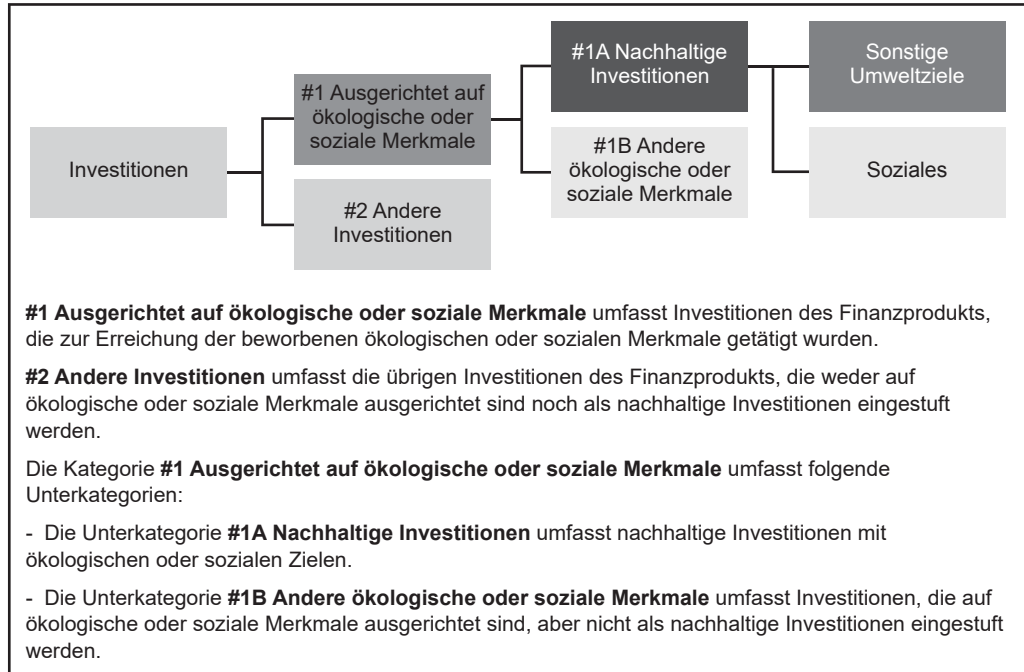 #1A Nachhaltige
Investitionen
Sonstige
Umweltziele
#1 Ausgerichtet auf
ökologische oder
soziale Merkmale
#1B Andere
ökologische oder
soziale Merkmale
Soziales
Investitionen
#2 Andere
Investitionen
#1 Ausgerichtet auf ökologische oder soziale Merkmale umfasst Investitionen des Finanzprodukts,
die zur Erreichung der beworbenen ökologischen oder sozialen Merkmale getätigt wurden.
#2 Andere Investitionen umfasst die übrigen Investitionen des Finanzprodukts, die weder auf
ökologische oder soziale Merkmale ausgerichtet sind noch als nachhaltige Investitionen eingestuft
werden.
Die Kategorie #1 Ausgerichtet auf ökologische oder soziale Merkmale umfasst folgende
Unterkategorien:
- Die Unterkategorie #1A Nachhaltige Investitionen umfasst nachhaltige Investitionen mit
ökologischen oder sozialen Zielen.
- Die Unterkategorie #1B Andere ökologische oder soziale Merkmale umfasst Investitionen, die auf
ökologische oder soziale Merkmale ausgerichtet sind, aber nicht als nachhaltige Investitionen eingestuft
werden.